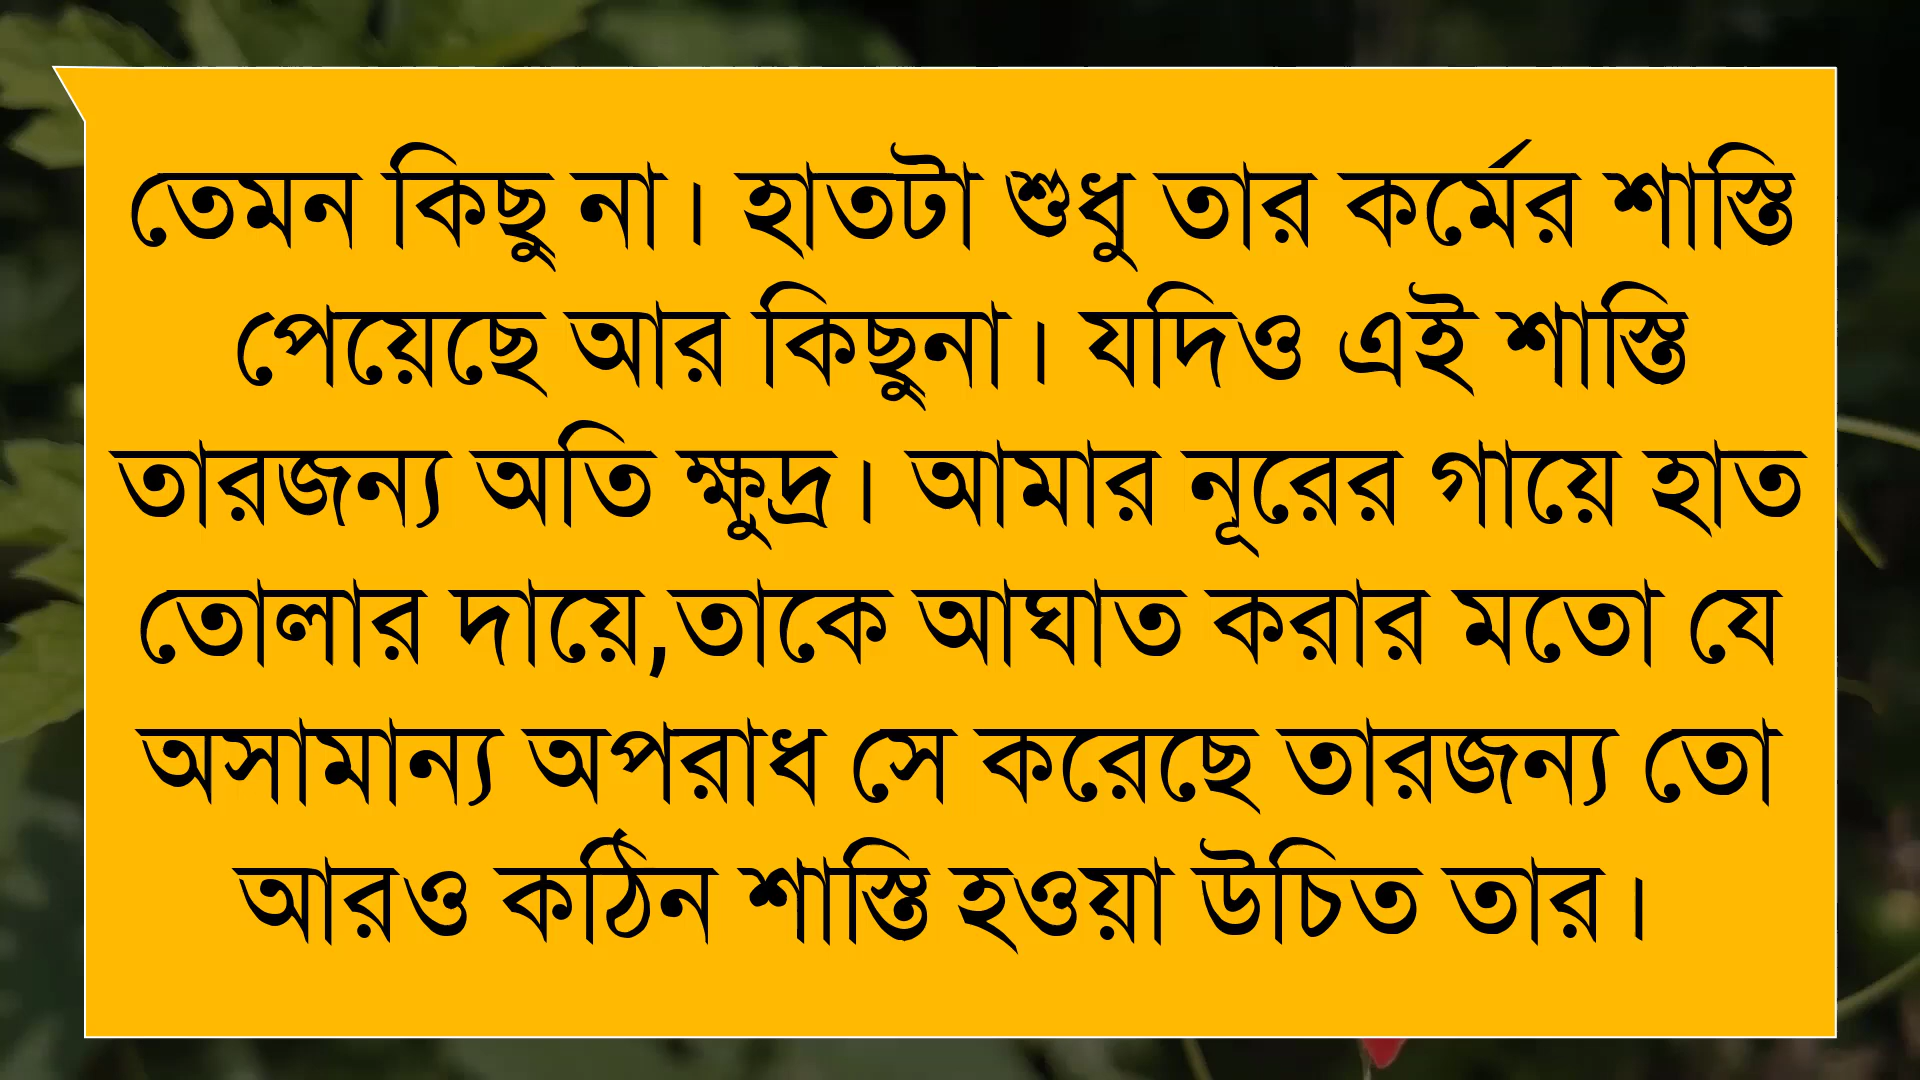 তেমন কিছু না। হাতটা শুধু তার কর্মের শাস্তি
পেয়েছে আর কিছুনা। যদিও এই শাস্তি
তারজন্য অতি ক্ষুদ্র। আমার নূরের গায়ে হাত
তোলার দায়ে,তাকে আঘাত করার মতো যে
অসামান্য অপরাধ সে করেছে তারজন্য তো
আরও কঠিন শাস্তি হওয়া উচিত তার।